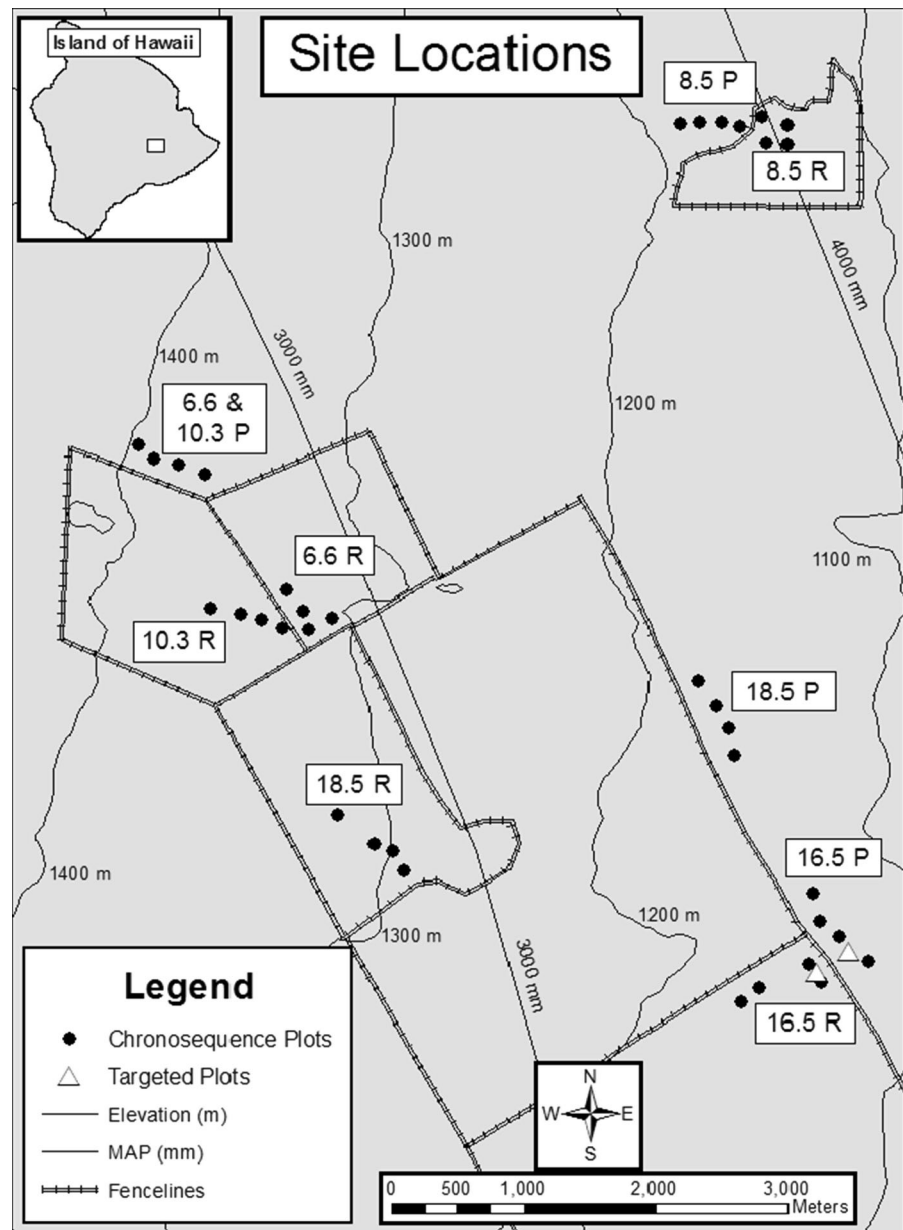 Island of Hawaii
Site Locations
8.5 P
8.5 R
1300 m
4000 mm
3000 mm
1400 m
6.6 &
10.3 P
1200 m
6.6 R
1100 m
10.3 R
18.5 P
18.5 R
16.5 P
1400 m
1200 m
1300 m
3000 mm
16.5 R
Legend
Chronosequence Plots
Targeted Plots
Elevation (m)
MAP (mm)
Fencelines
N
W E
S
0 500 1,000 2,000 3,000
Meters